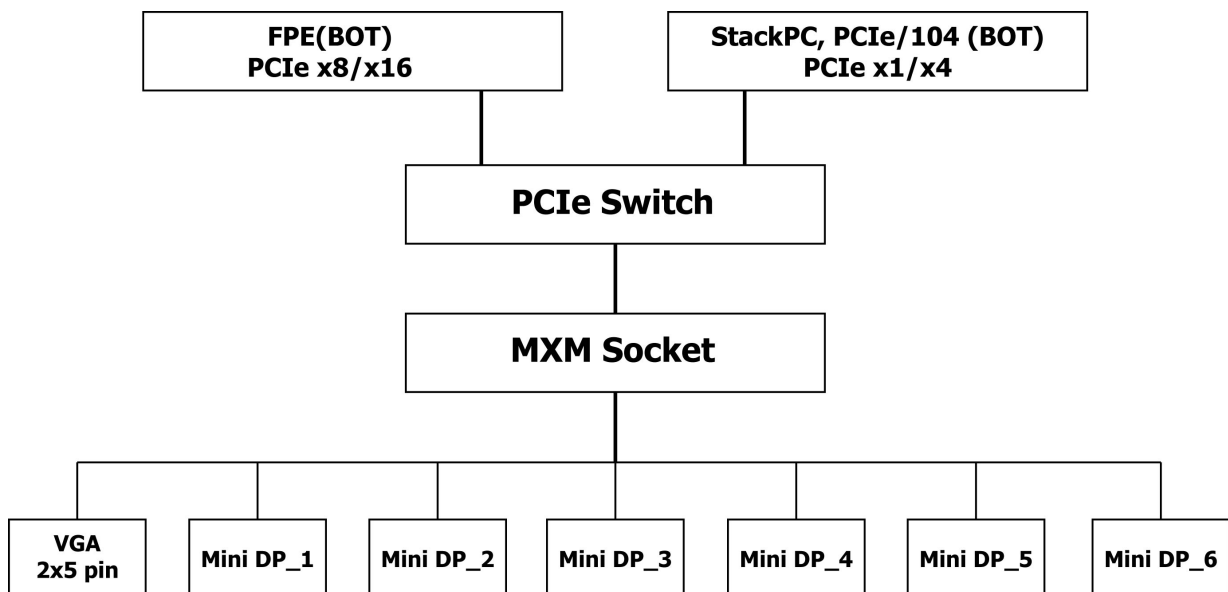 FPE(BOT)
PCIe x8/x16
StackPC, PCIe/104 (BOT)
PCIe x1/x4
PCIe Switch
MXM Socket
VGA
2x5 pin
Mini DP_1
Mini DP_2
Mini DP_3
Mini DP_4
Mini DP_5
Mini DP_6